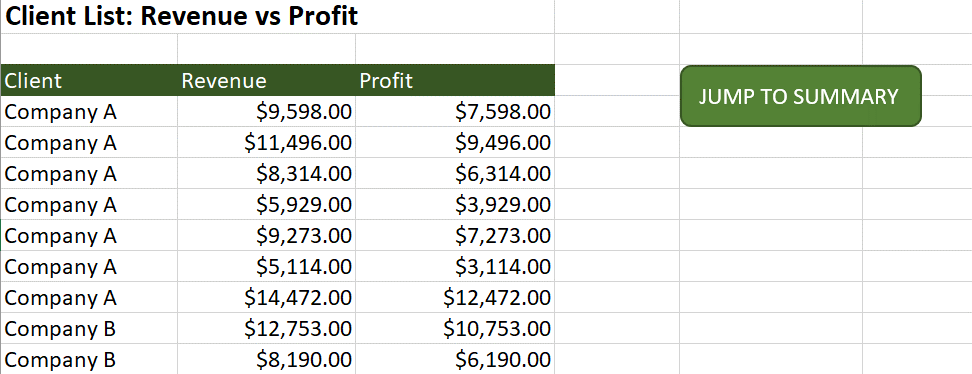 Client List: Revenue vs Profit
Client Revenue Profit
JUMP TO SUMMARY
Company A $9,598.00 $7,598.00
Company A $11,496.00 $9,496.00
Company A $8,314.00 $6,314.00
Company A $5,929.00 $3,929.00
Company A $9,273.00 $7,273.00
Company A $5,114.00 $3,114.00
Company A $14,472.00 $12,472.00
Company B $12,753.00 $10,753.00
Company B $8,190.00 $6,190.00